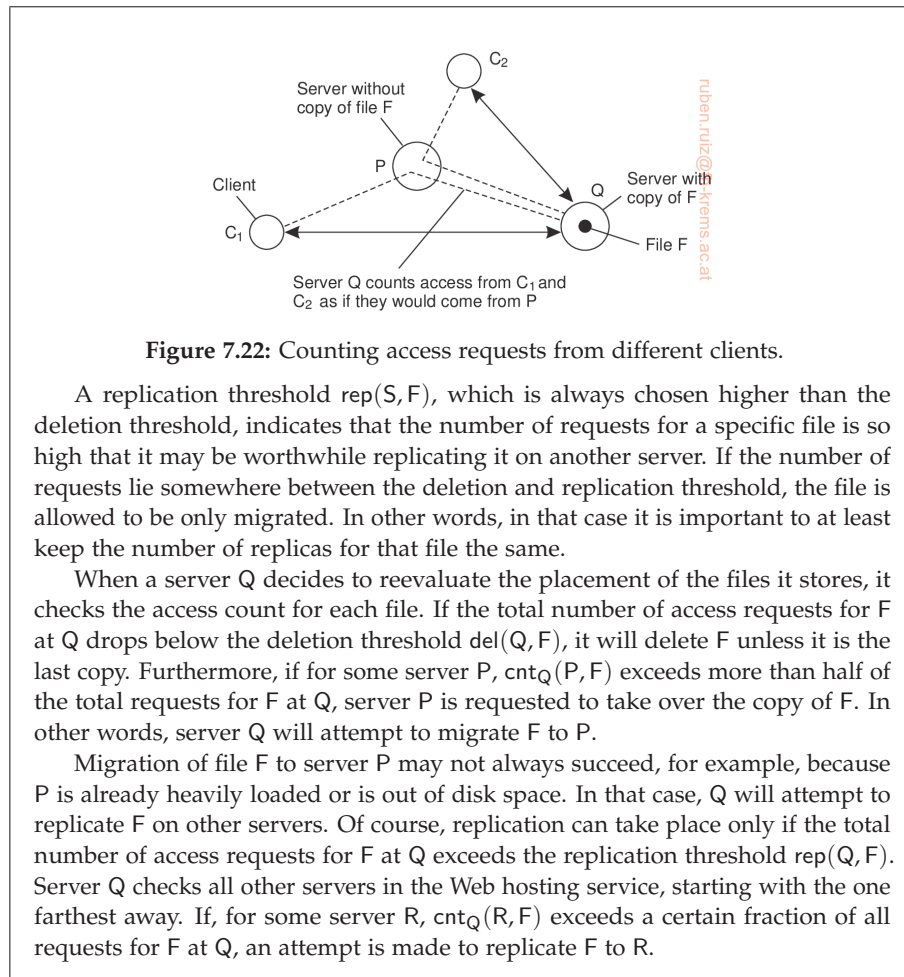 C2
Server without
copy of file F
P
Client
C1
Q
Server with
copy of F
File F
Server Q counts access from C1 and
C2 as if they would come from P
ruben.ruiz@
-krems.ac.at
Figure 7.22: Counting access requests from different clients.
A replication threshold rep(S, F), which is always chosen higher than the
deletion threshold, indicates that the number of requests for a specific file is so
high that it may be worthwhile replicating it on another server. If the number of
requests lie somewhere between the deletion and replication threshold, the file is
allowed to be only migrated. In other words, in that case it is important to at least
keep the number of replicas for that file the same.
When a server Q decides to reevaluate the placement of the files it stores, it
checks the access count for each file. If the total number of access requests for F
at Q drops below the deletion threshold del(Q, F), it will delete F unless it is the
last copy. Furthermore, if for some server P, cntQ(P, F) exceeds more than half of
the total requests for F at Q, server P is requested to take over the copy of F. In
other words, server Q will attempt to migrate F to P.
Migration of file F to server P may not always succeed, for example, because
P is already heavily loaded or is out of disk space. In that case, Q will attempt to
replicate F on other servers. Of course, replication can take place only if the total
number of access requests for F at Q exceeds the replication threshold rep(Q, F).
Server Q checks all other servers in the Web hosting service, starting with the one
farthest away. If, for some server R, cntQ(R, F) exceeds a certain fraction of all
requests for F at Q, an attempt is made to replicate F to R.